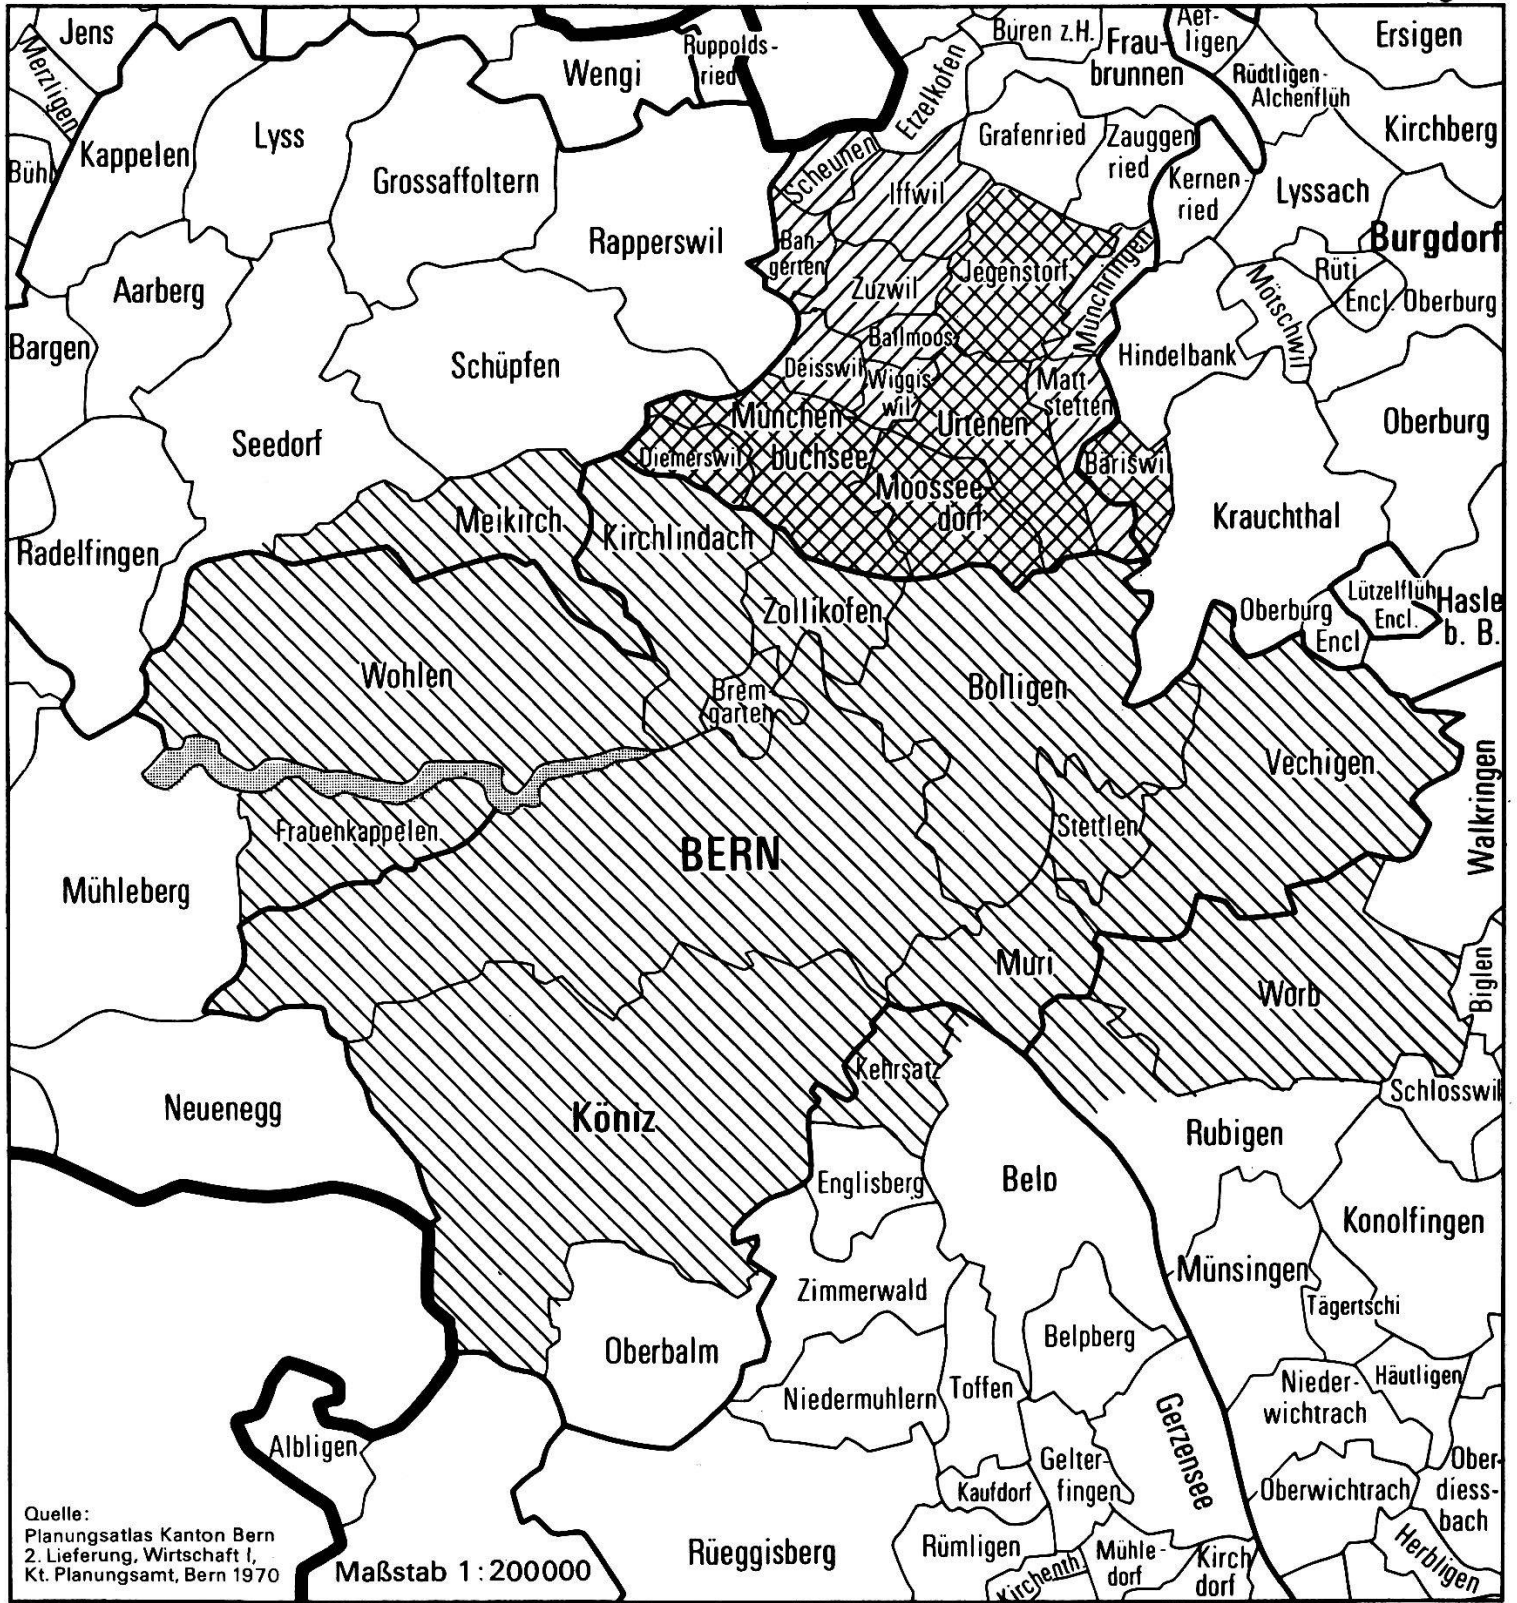 Jens
Merzligen
Bühl
Kappelen
Lyss
Grossaffoltern
Wengi
Ruppolds-
ried
Rapperswil
Etzelkofen
Büren z.H.
Frau-
brunnen
Aef-
ligen
Ersigen
Rüdtligen-
Alchenflüh
Kirchberg
Scheunen
Iffwil
Grafenried
Zauggen
ried
Kernen-
ried
Lyssach
Burgdorf
Aarberg
Bargen
Seedorf
Schüpfen
Ban-
gerten
Zuzwil
Jegenstorf
Münchringen
Rüti
Encl. Oberburg
Mötschwil
Hindelbank
Ballmoos
Deisswil
Wiggis
wil
Matt
stetten
Oberburg
München
buchsee
Diemerswil
Urtenen
Moossee-
dorf
Bäriswil
Krauchthal
Radelfingen
Meikirch
Kirchlindach
Zollikofen
Oberburg
Encl
Lützelflüh
Encl.
Hasle
b. B.
Wohlen
Brem-
garten
Bolligen
Vechigen
Walkringen
Frauenkappelen
BERN
Stettlen
Mühleberg
Muri
Worb
Biglen
Neuenegg
Köniz
Kehrsatz
Schlosswil
Rubigen
Englisberg
Belp
Konolfingen
Zimmerwald
Münsingen
Tägertschi
Oberbalm
Belpberg
Niedermuhlern
Toffen
Gerzensee
Nieder-
wichtrach
Häutligen
Albligen
Gelter-
fingen
Kaufdorf
Oberwichtrach
Ober-
diess-
bach
Herbligen
Rüeggisberg
Rümligen
Kirchenth.
Mühle-
dorf
Kirch
dorf
Quelle:
Planungsatlas Kanton Bern
2. Lieferung, Wirtschaft I,
Kt. Planungsamt, Bern 1970
Maßstab 1:200000